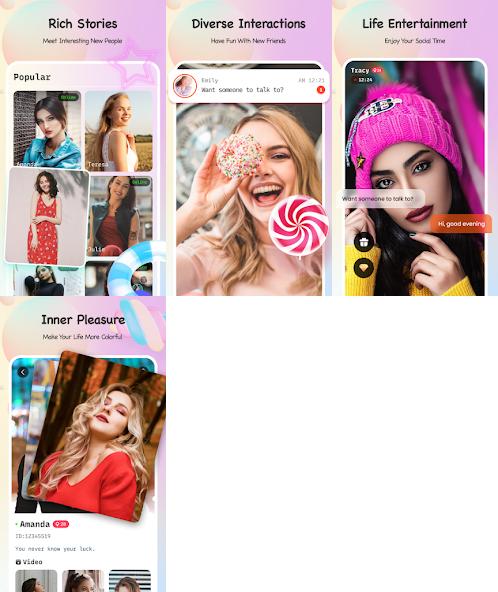 Rich Stories
Meet Interesting New People
Popular
Online
Teresa
Online
Julie
Online
Diverse Interactions
Have Fun With New Friends
Emily
AM 12:21
Want someone to talk to?
Life Entertainment
Enjoy Your Social Time
Tracy
12:24
Want someone to talk to?
Hi, good evening
Inner Pleasure
Make Your Life More Colorful
Amanda
20
ID:12345519
You never know your luck.
Video